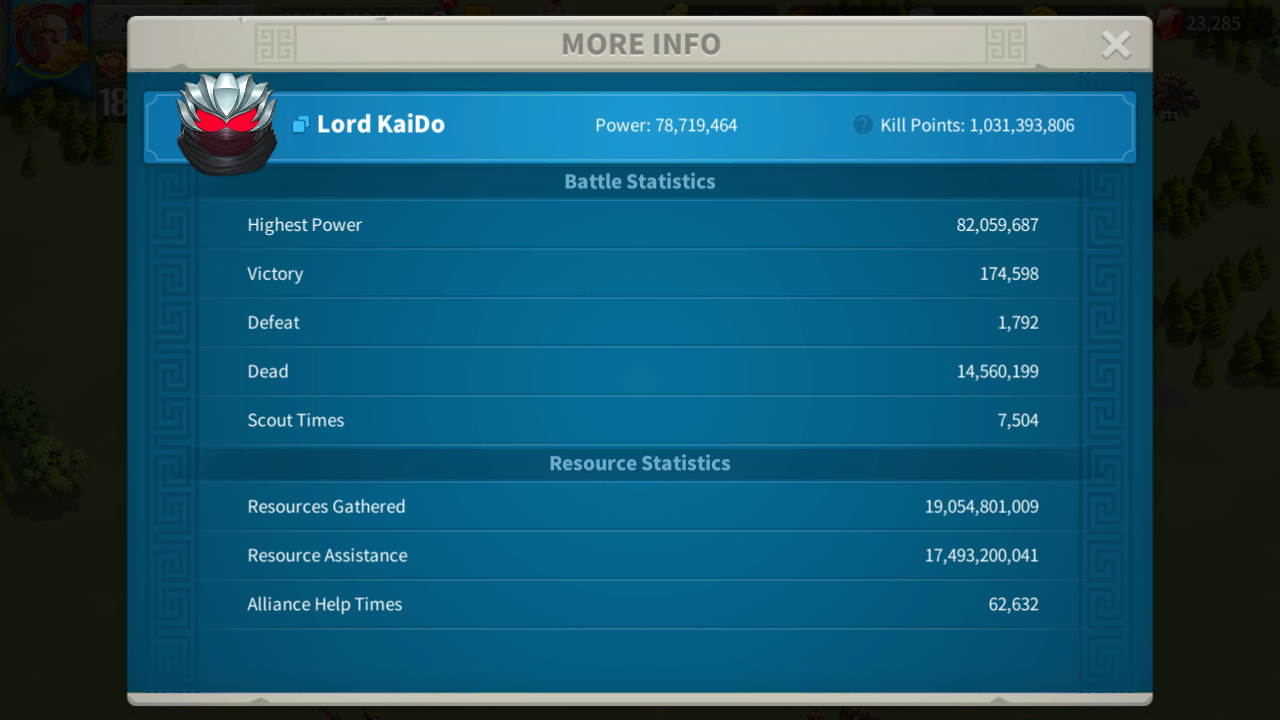 MORE INFO
23,285
18
Lord KaiDo
Power: 78,719,464
? Kill Points: 1,031,393,806
22
Battle Statistics
Highest Power 82,059,687
Victory 174,598
Defeat 1,792
Dead 14,560,199
Scout Times 7,504
Resource Statistics
Resources Gathered 19,054,801,009
Resource Assistance 17,493,200,041
Alliance Help Times 62,632